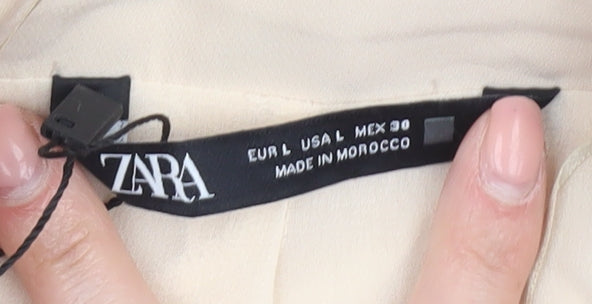 ZARA
EUR L USA L MEX 30
MADE IN MOROCCO